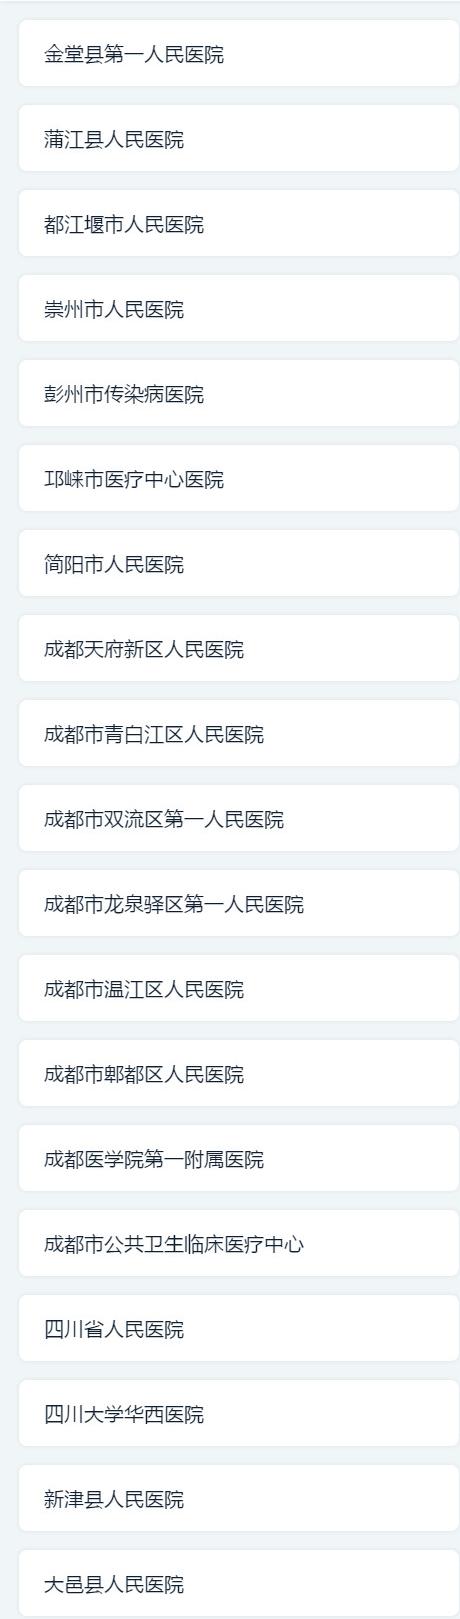 金堂县第一人民医院
蒲江县人民医院
都江堰市人民医院
崇州市人民医院
彭州市传染病医院
邛崃市医疗中心医院
简阳市人民医院
成都天府新区人民医院
成都市青白江区人民医院
成都市双流区第一人民医院
成都市龙泉驿区第一人民医院
成都市温江区人民医院
成都市郫都区人民医院
成都医学院第一附属医院
成都市公共卫生临床医疗中心
四川省人民医院
四川大学华西医院
新津县人民医院
大邑县人民医院